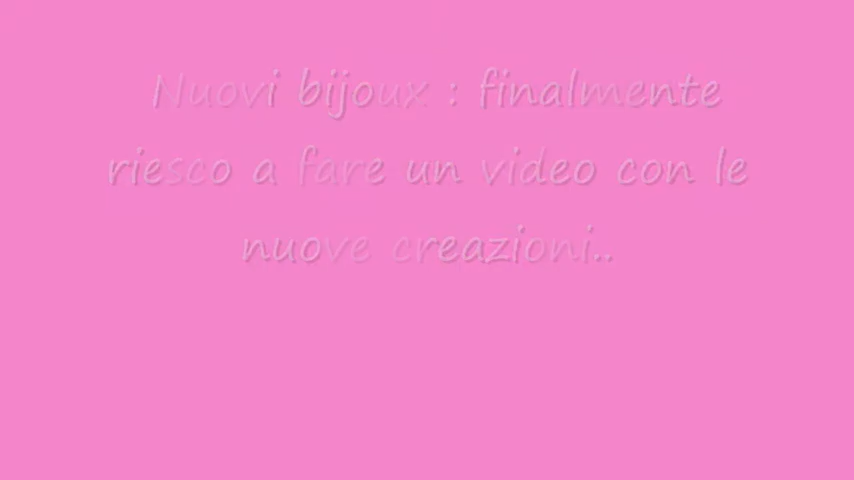 Nuovi bijoux : finalmente
riesco a fare un video con le
nuove creazioni..